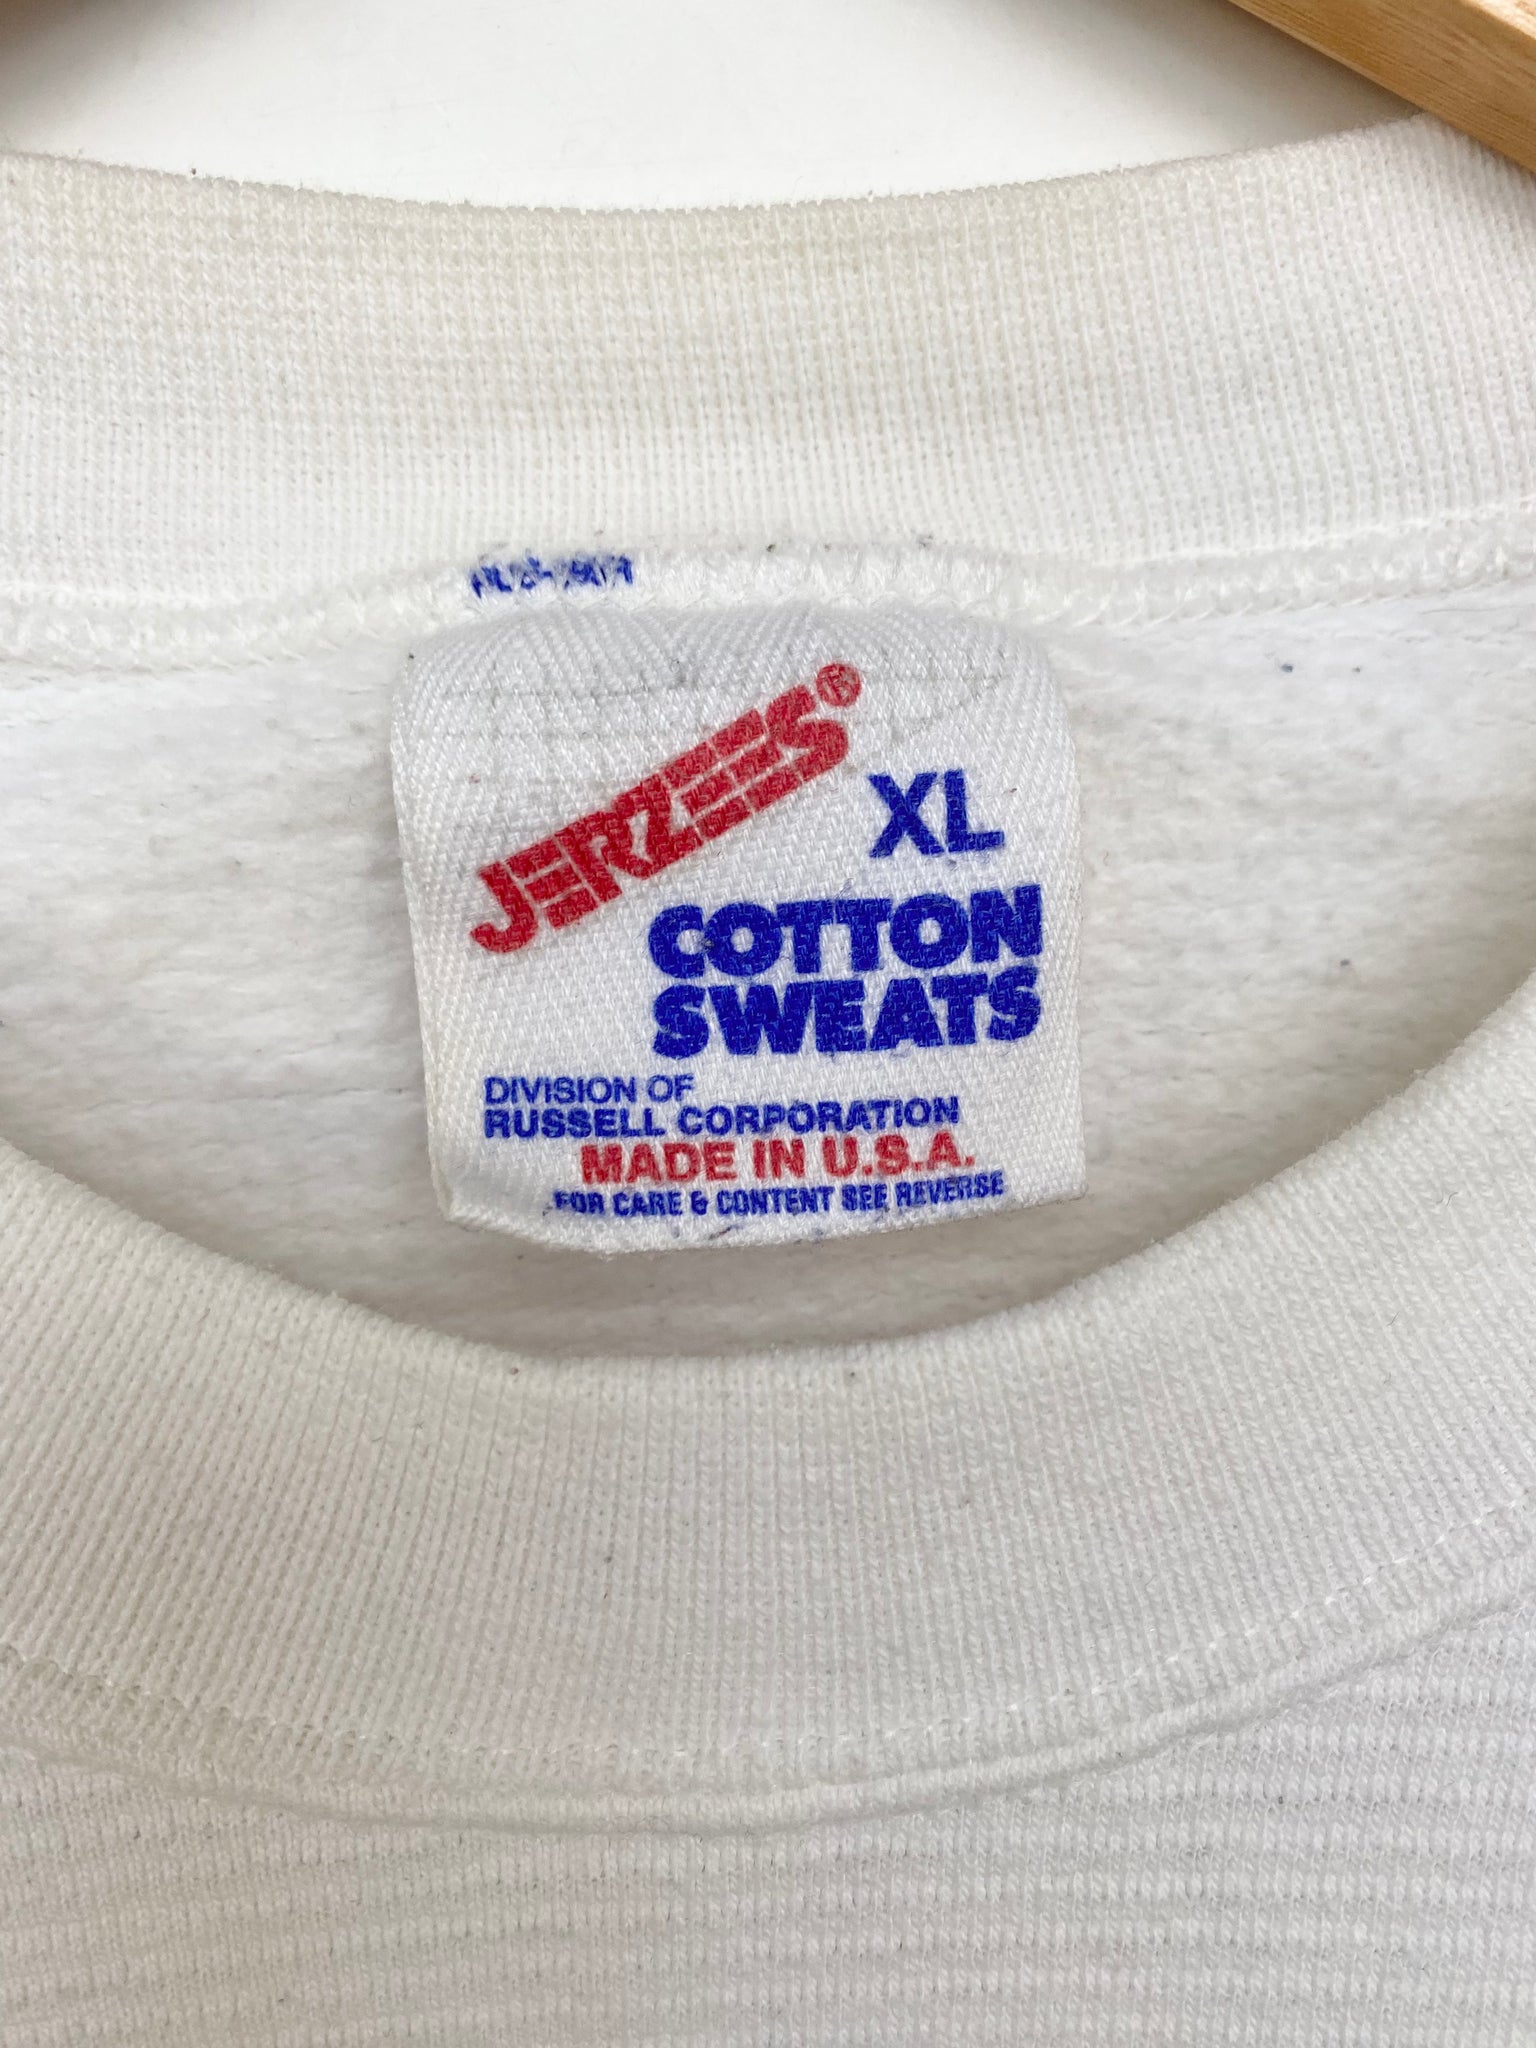 JERZEES®
XL
COTTON
SWEATS
DIVISION OF
RUSSELL CORPORATION
MADE IN U.S.A.
FOR CARE & CONTENT SEE REVERSE